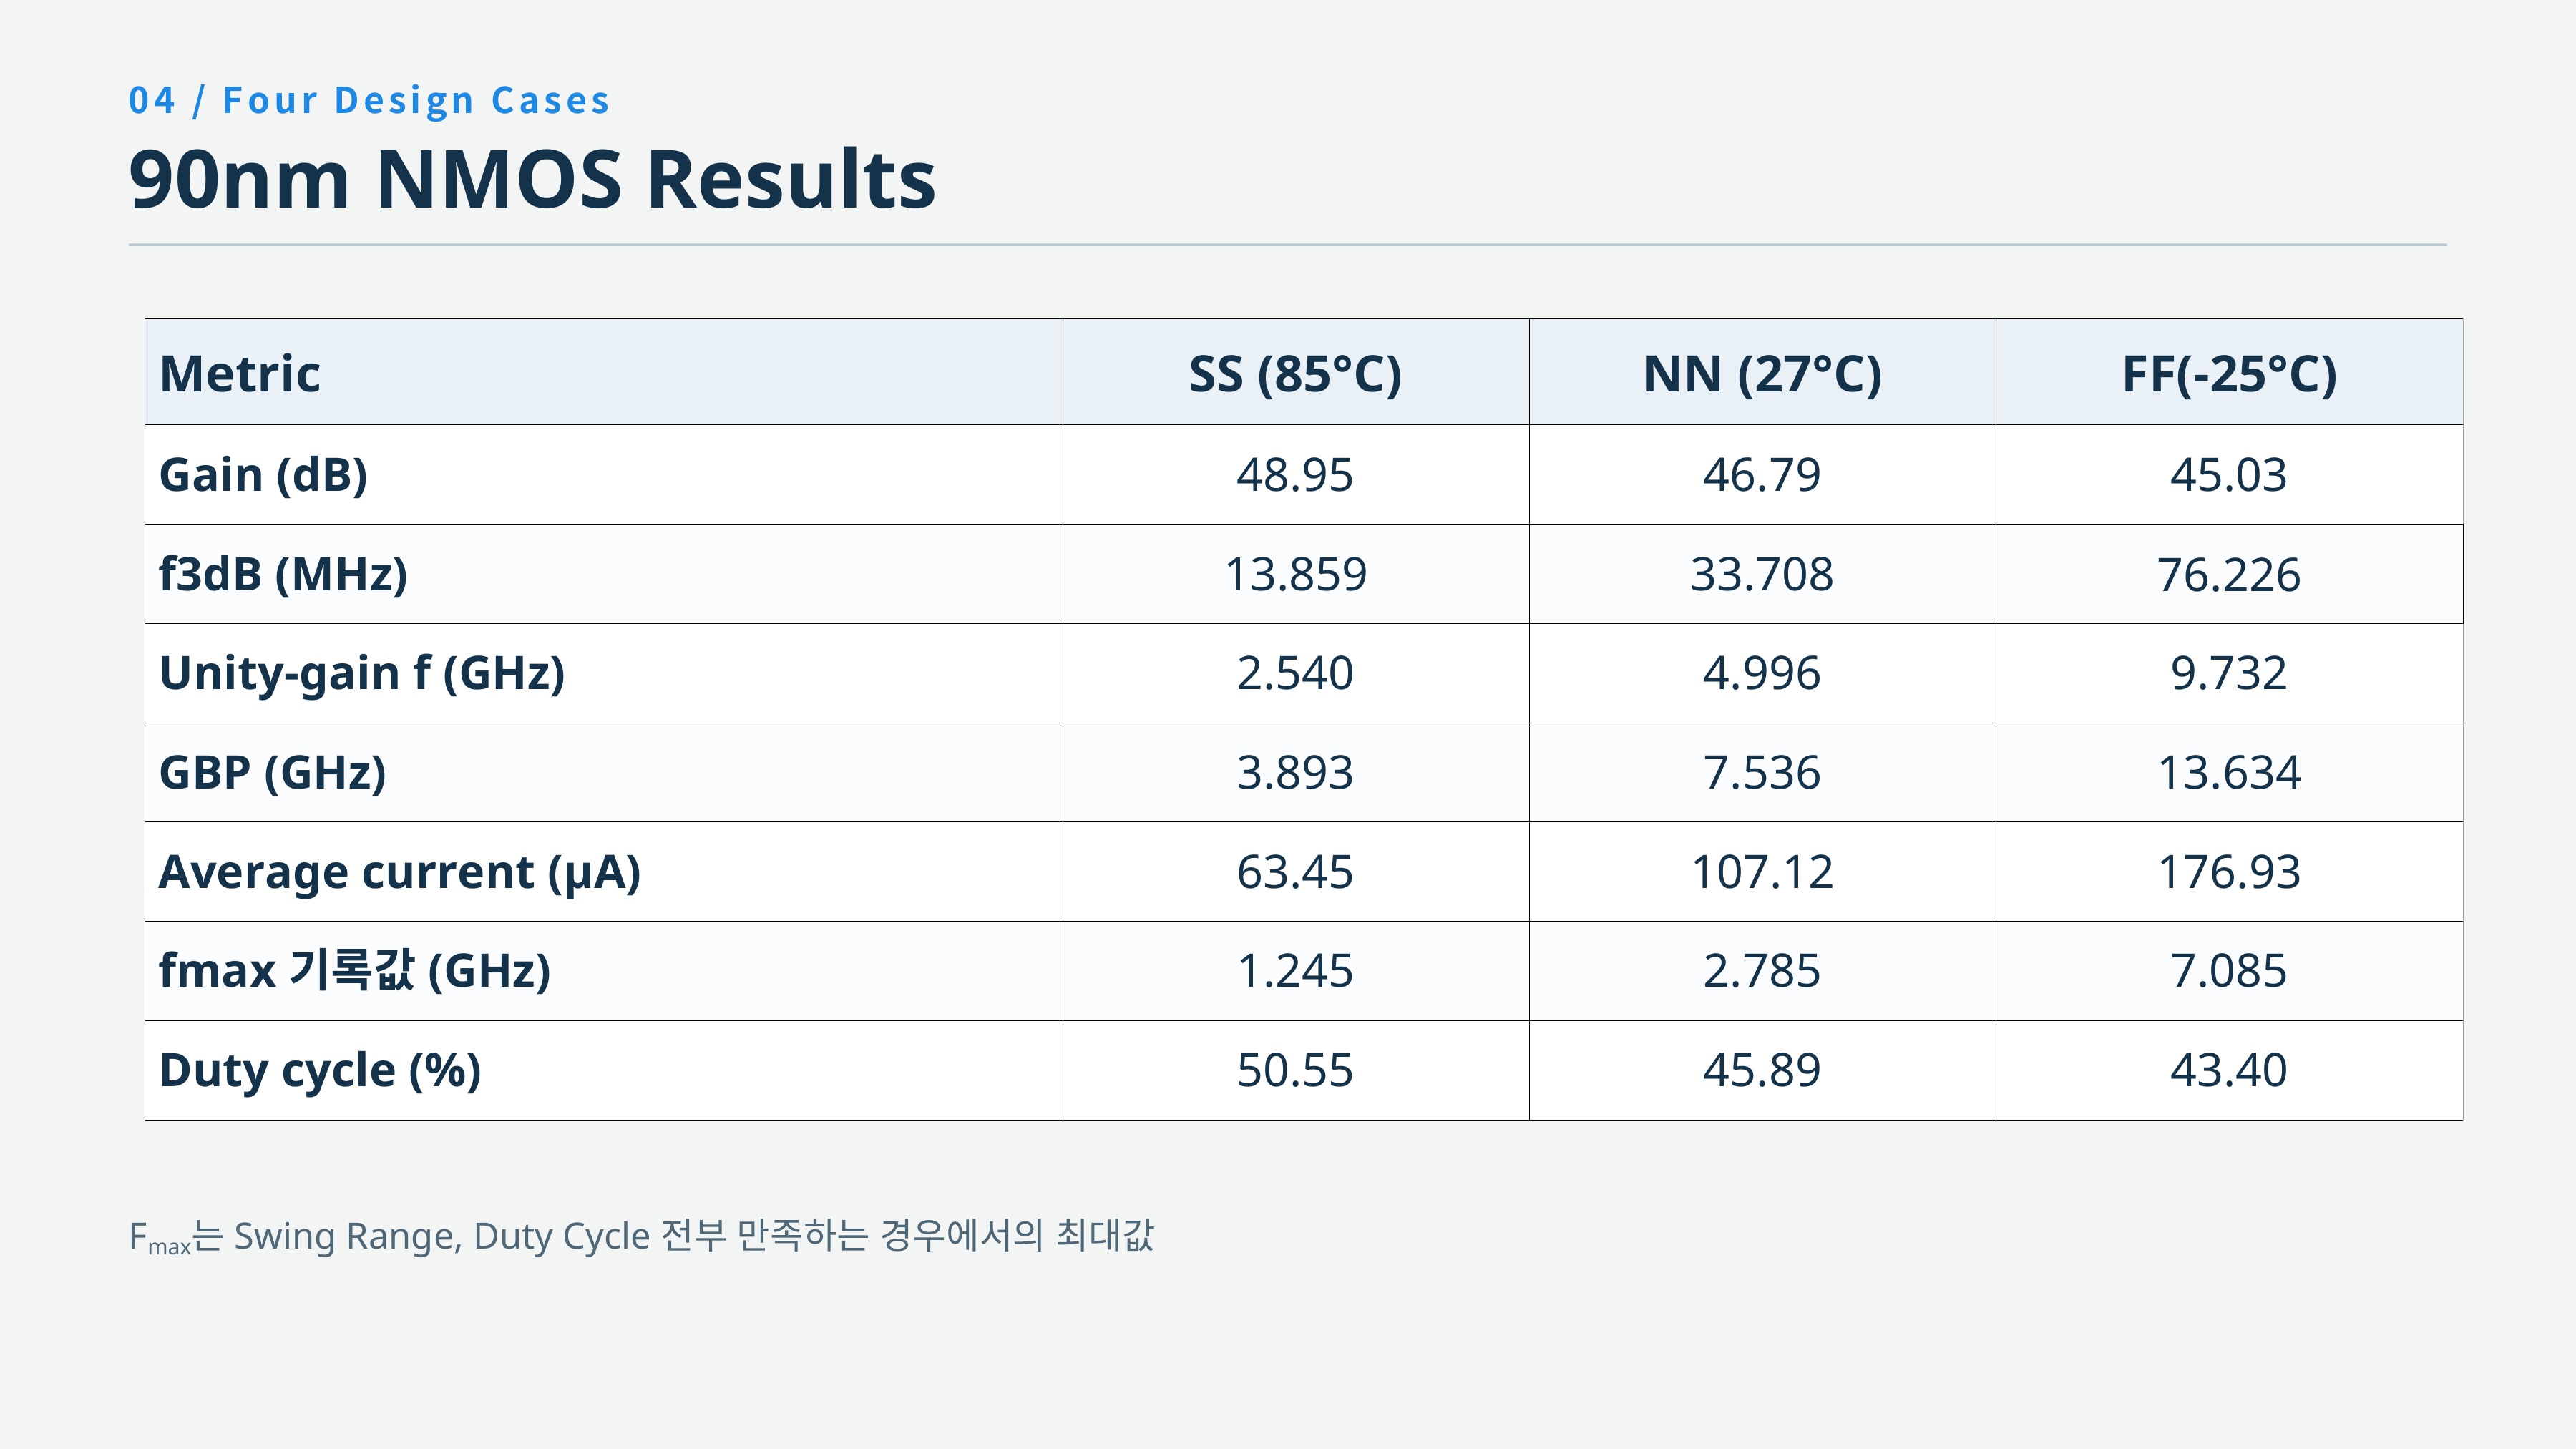 04 / Four Design Cases
90nm NMOS Results
Metric SS (85°C) NN (27°C) FF(-25°C)
Gain (dB) 48.95 46.79 45.03
f3dB (MHz) 13.859 33.708 76.226
Unity-gain f (GHz) 2.540 4.996 9.732
GBP (GHz) 3.893 7.536 13.634
Average current (μA) 63.45 107.12 176.93
fmax 기록값 (GHz) 1.245 2.785 7.085
Duty cycle (%) 50.55 45.89 43.40
Fmax는 Swing Range, Duty Cycle 전부 만족하는 경우에서의 최대값